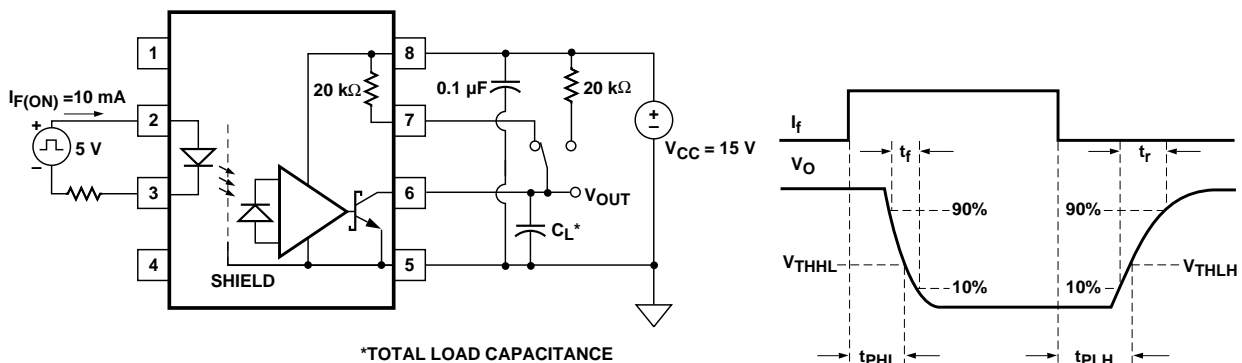 1
8
0.1 µF
20 kΩ
20 kΩ
I_F(ON) =10 mA
2
7
+
5 V
–
+
–
V_CC = 15 V
3
6
V_OUT
C_L*
4
5
SHIELD
*TOTAL LOAD CAPACITANCE
I_f
V_O
t_f
t_r
90%
90%
V_THHL
V_THLH
10%
10%
t_PHL
t_PLH